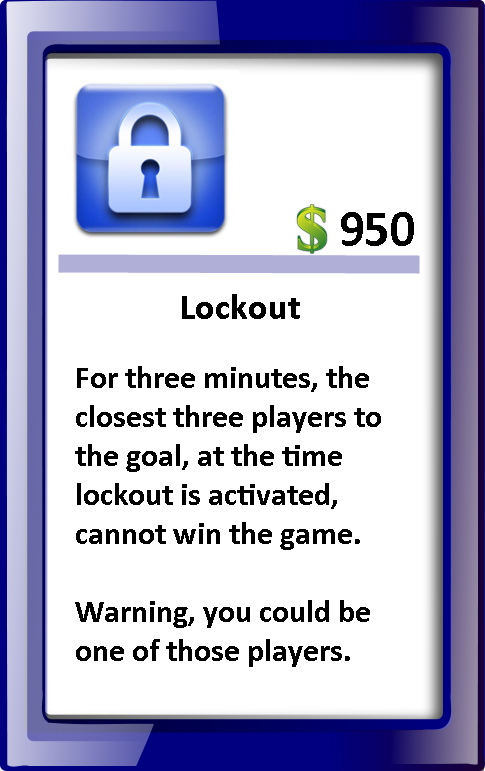 $ 950
Lockout
For three minutes, the
closest three players to
the goal, at the time
lockout is activated,
cannot win the game.
Warning, you could be
one of those players.